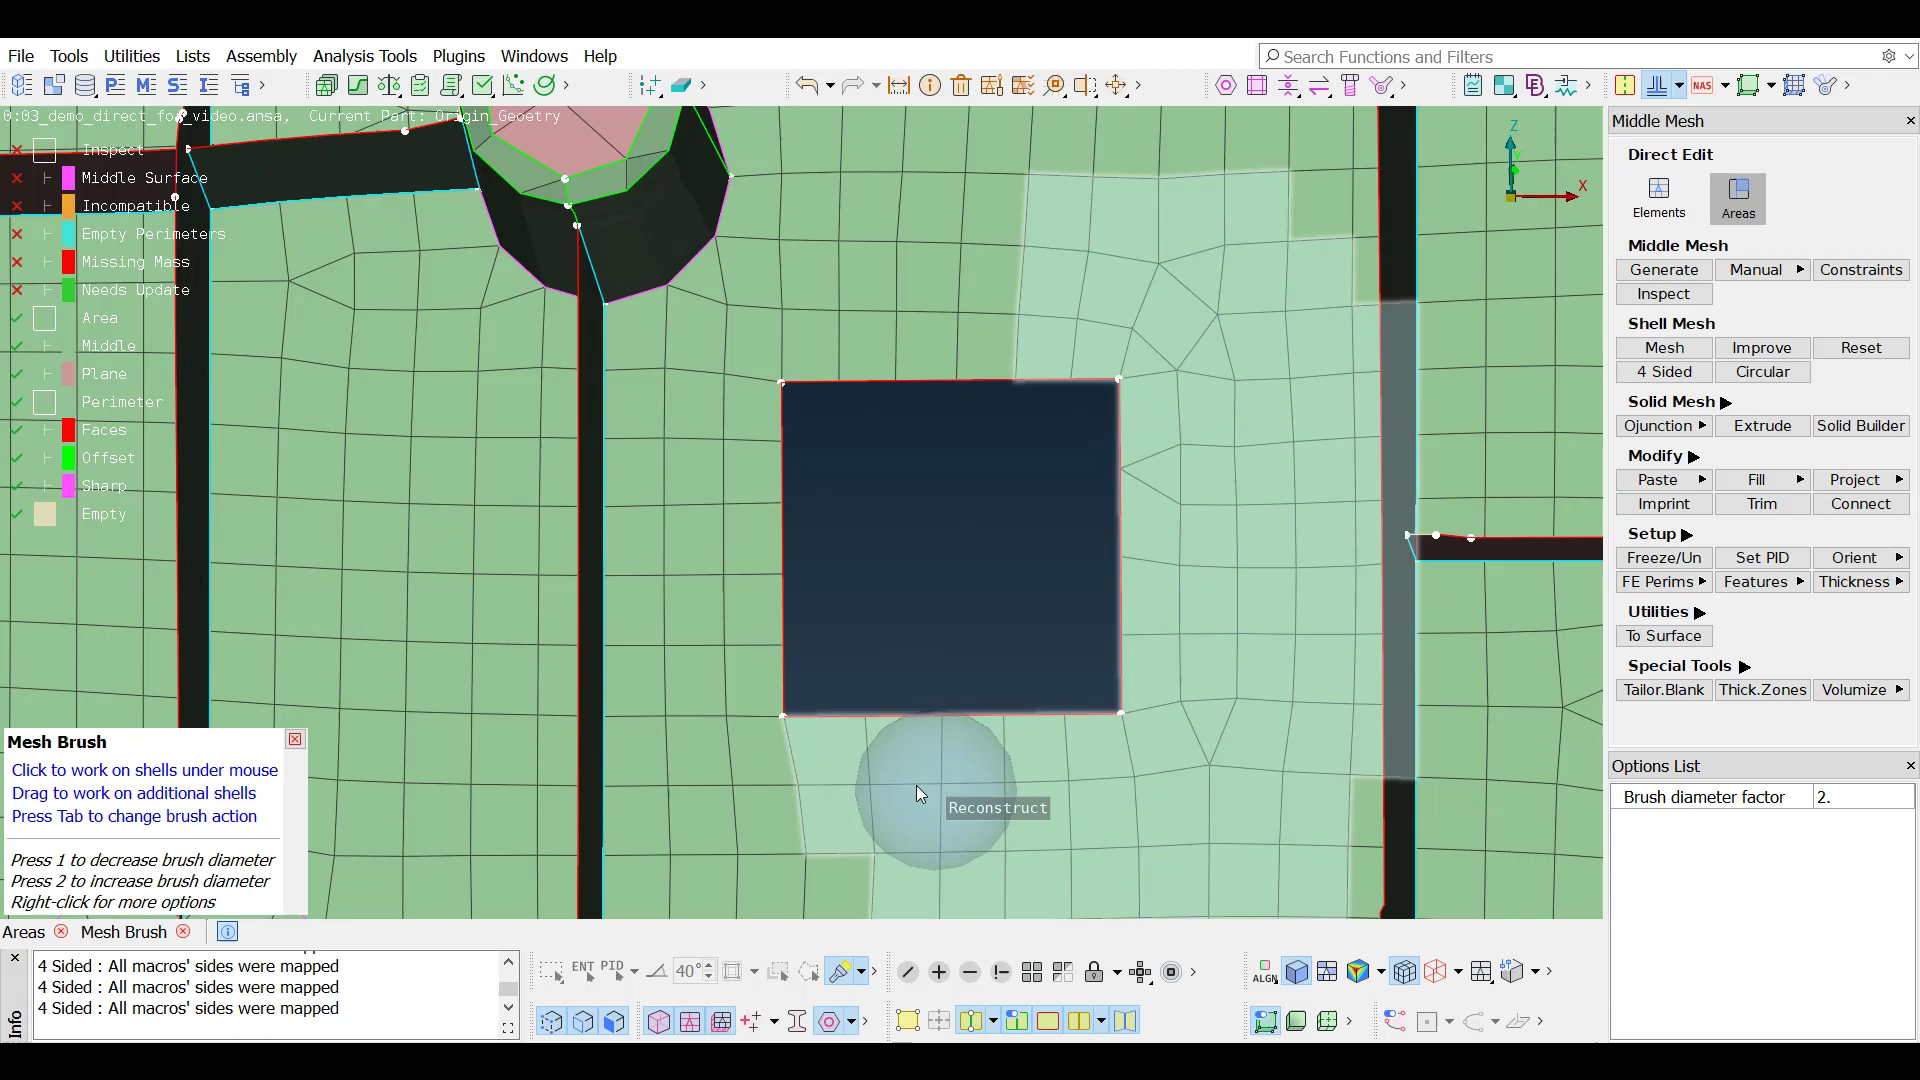 File Tools Utilities Lists Assembly Analysis Tools Plugins Windows Help
Search Functions and Filters
NAS
0:03_demo_direct_for_video.ansa, Current Part: Origin_Geoetry
Inspect
Middle Surface
Incompatible
Empty Perimeters
Missing Mass
Needs Update
Area
Middle
Plane
Perimeter
Faces
Offset
Sharp
Empty
Z
Y
X
Reconstruct
Mesh Brush
Click to work on shells under mouse
Drag to work on additional shells
Press Tab to change brush action
Press 1 to decrease brush diameter
Press 2 to increase brush diameter
Right-click for more options
Areas Mesh Brush
Info
4 Sided : All macros' sides were mapped
4 Sided : All macros' sides were mapped
4 Sided : All macros' sides were mapped
ENT PID 40°
ALGN
Middle Mesh
Direct Edit
Elements Areas
Middle Mesh
Generate Manual Constraints
Inspect
Shell Mesh
Mesh Improve Reset
4 Sided Circular
Solid Mesh
Ojunction Extrude Solid Builder
Modify
Paste Fill Project
Imprint Trim Connect
Setup
Freeze/Un Set PID Orient
FE Perims Features Thickness
Utilities
To Surface
Special Tools
Tailor.Blank Thick.Zones Volumize
Options List
Brush diameter factor 2.